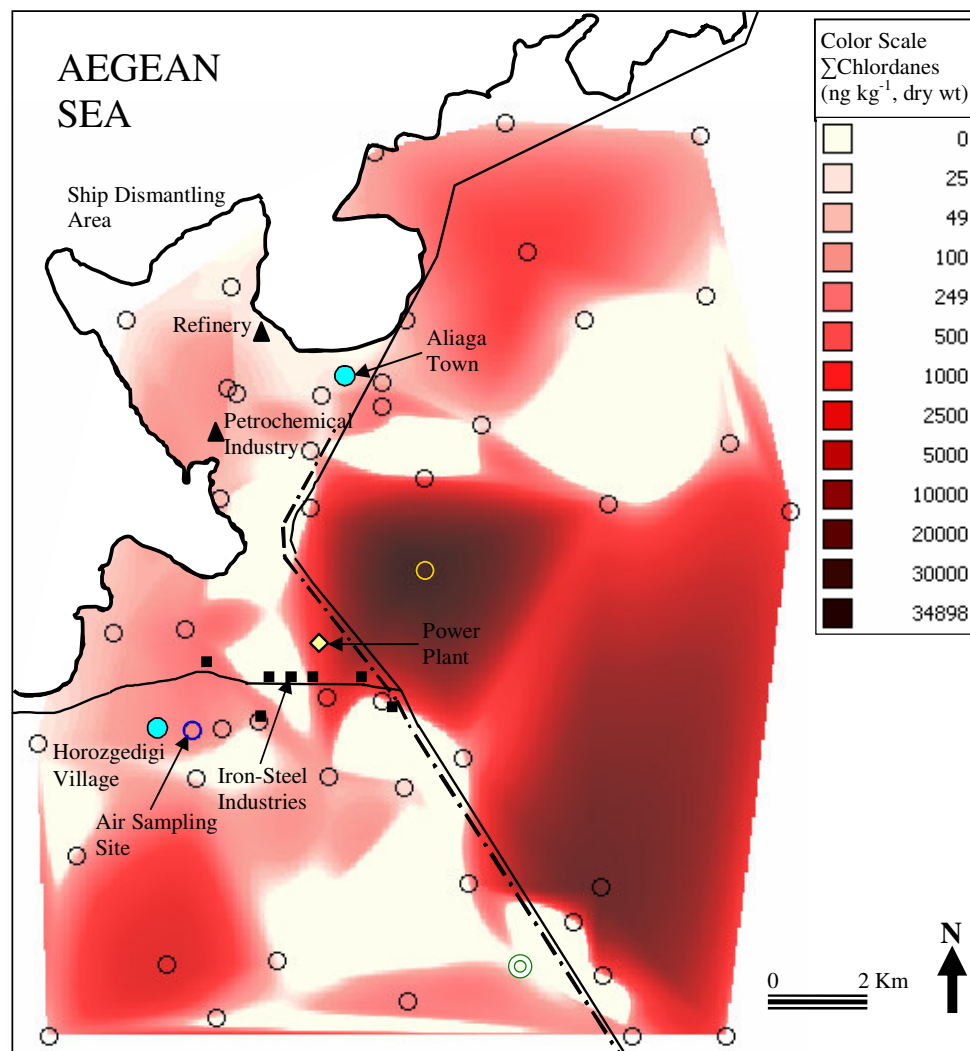 AEGEAN
SEA
Color Scale
∑Chlordanes
(ng kg⁻¹, dry wt)
0
25
49
100
249
500
1000
2500
5000
10000
20000
30000
34898
Ship Dismantling
Area
Refinery
Aliaga
Town
Petrochemical
Industry
Power
Plant
Horozgedigi
Village
Iron-Steel
Industries
Air Sampling
Site
N
0 2 Km